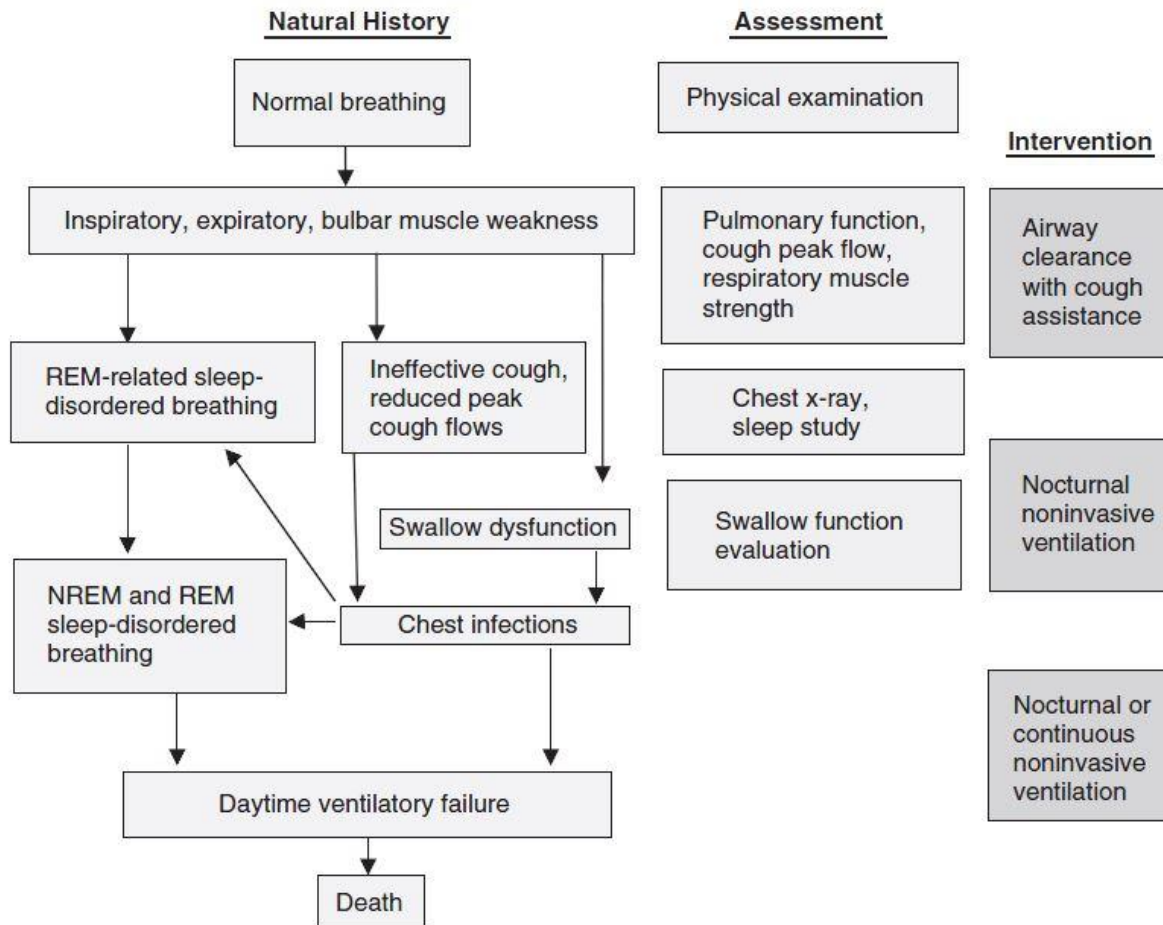 Natural History
Normal breathing
Inspiratory, expiratory, bulbar muscle weakness
REM-related sleep-
disordered breathing
Ineffective cough,
reduced peak
cough flows
Swallow dysfunction
NREM and REM
sleep-disordered
breathing
Chest infections
Daytime ventilatory failure
Death
Assessment
Physical examination
Pulmonary function,
cough peak flow,
respiratory muscle
strength
Chest x-ray,
sleep study
Swallow function
evaluation
Intervention
Airway
clearance
with cough
assistance
Nocturnal
noninvasive
ventilation
Nocturnal or
continuous
noninvasive
ventilation